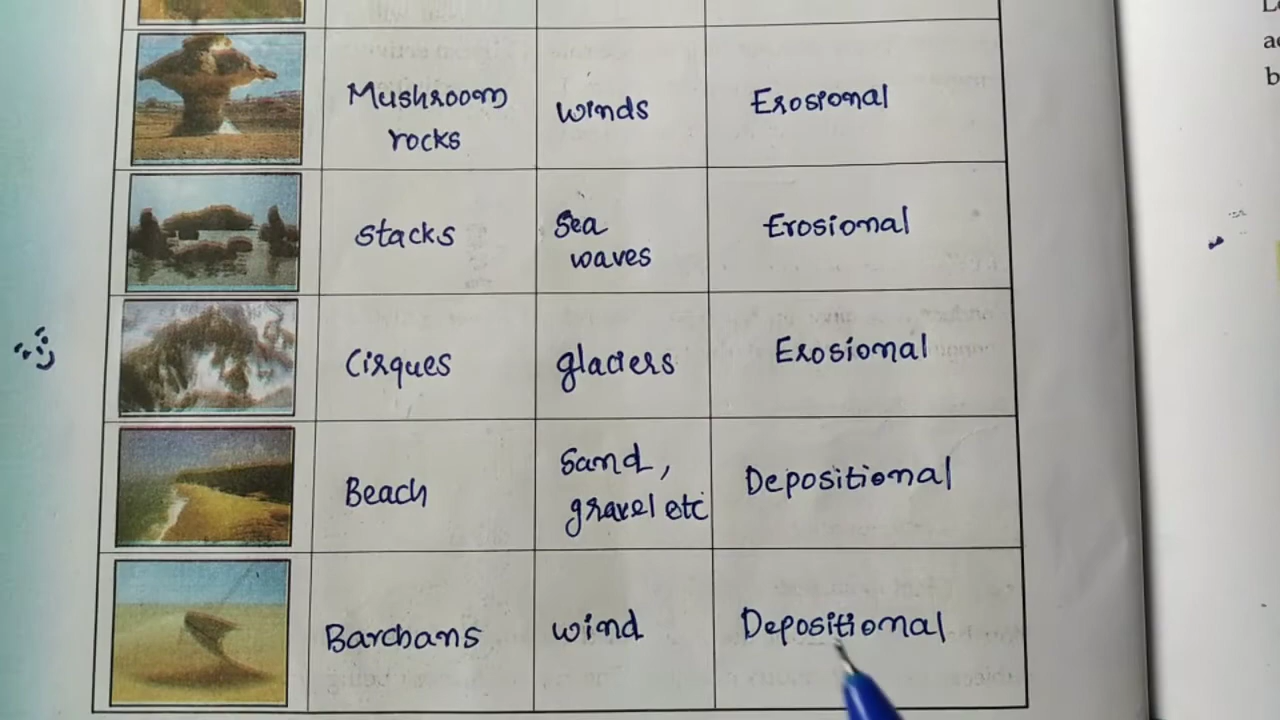 Mushroom rocks
winds
Erosional
stacks
Sea waves
Erosional
Cirques
glaciers
Erosional
Beach
Sand, gravel etc
Depositional
Barchans
wind
Depositional